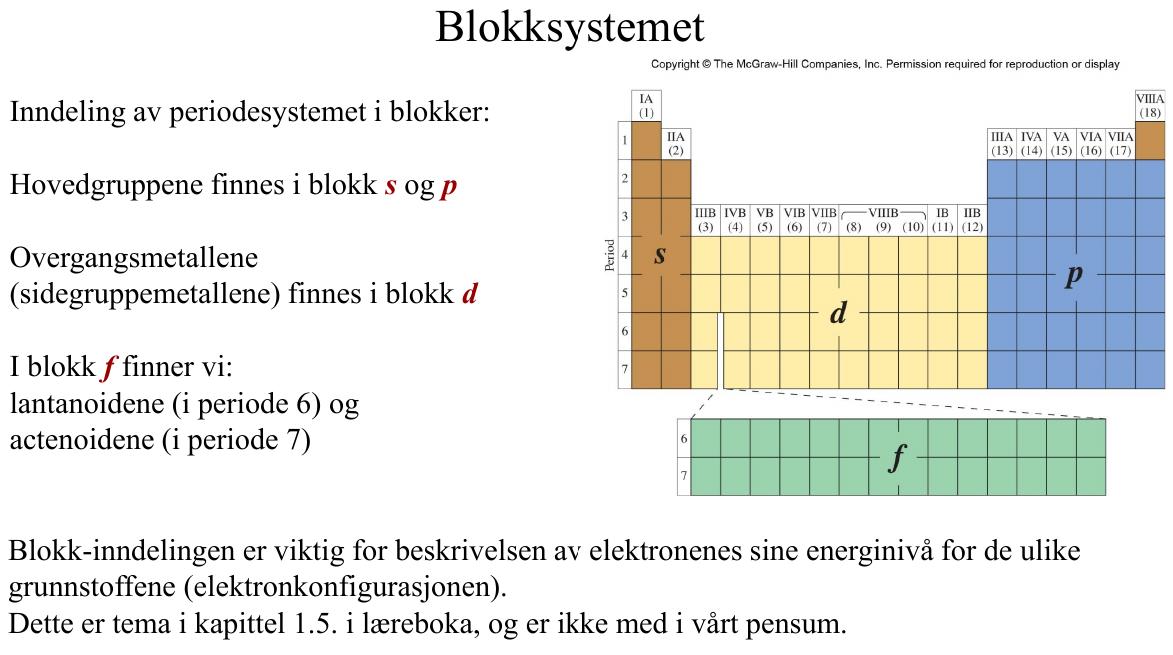 Blokksystemet
Copyright © The McGraw-Hill Companies, Inc. Permission required for reproduction or display
Inndeling av periodesystemet i blokker:
Hovedgruppene finnes i blokk s og p
Overgangsmetallene
(sidegruppemetallene) finnes i blokk d
I blokk f finner vi:
lantanoidene (i periode 6) og
actenoidene (i periode 7)
IA VIIIA
(1) (18)
1 IIA IIIA IVA VA VIA VIIA
(2) (13) (14) (15) (16) (17)
2
3 IIIB IVB VB VIB VIIB VIIIB IB IIB
(3) (4) (5) (6) (7) (8) (9) (10) (11) (12)
Period
4 s
p
5
d
6
7
6
f
7
Blokk-inndelingen er viktig for beskrivelsen av elektronenes sine energinivå for de ulike
grunnstoffene (elektronkonfigurasjonen).
Dette er tema i kapittel 1.5. i læreboka, og er ikke med i vårt pensum.